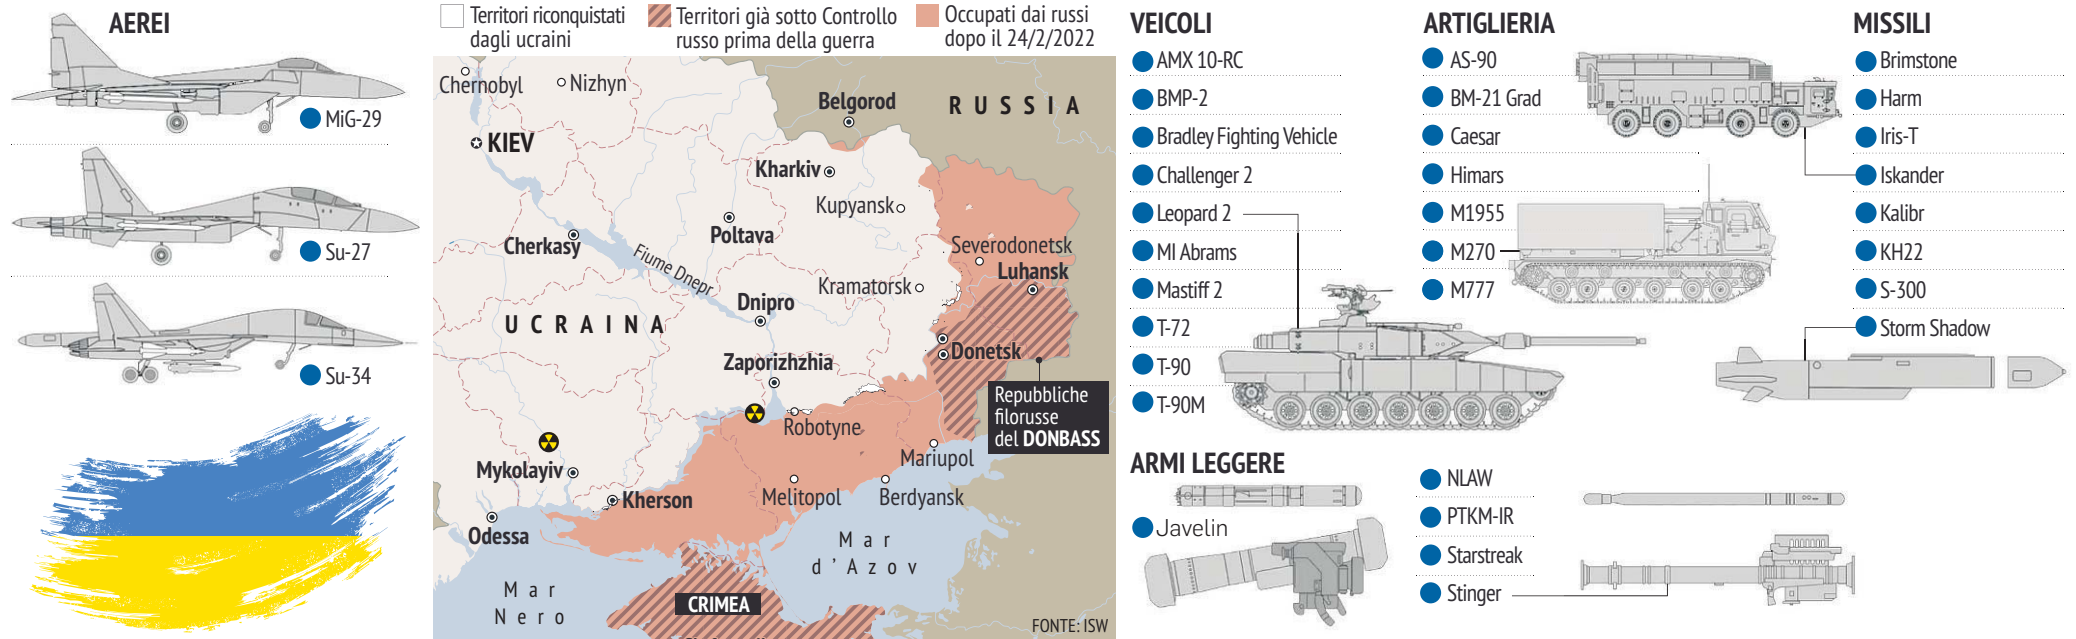 AEREI
MiG-29
Su-27
Su-34
Territori riconquistati
dagli ucraini
Territori già sotto Controllo
russo prima della guerra
Occupati dai russi
dopo il 24/2/2022
Chernobyl
Nizhyn
KIEV
Belgorod
RUSSIA
Kharkiv
Kupyansk
Poltava
Cherkasy
Fiume Dnepr
Severodonetsk
Luhansk
Kramatorsk
Dnipro
UCRAINA
Donetsk
Zaporizhzhia
Repubbliche
filorusse
del DONBASS
Robotyne
Mariupol
Mykolayiv
Kherson
Melitopol
Berdyansk
Odessa
Mar
d'Azov
Mar
Nero
CRIMEA
FONTE: ISW
VEICOLI
AMX 10-RC
BMP-2
Bradley Fighting Vehicle
Challenger 2
Leopard 2
MI Abrams
Mastiff 2
T-72
T-90
T-90M
ARTIGLIERIA
AS-90
BM-21 Grad
Caesar
Himars
M1955
M270
M777
MISSILI
Brimstone
Harm
Iris-T
Iskander
Kalibr
KH22
S-300
Storm Shadow
ARMI LEGGERE
Javelin
NLAW
PTKM-IR
Starstreak
Stinger